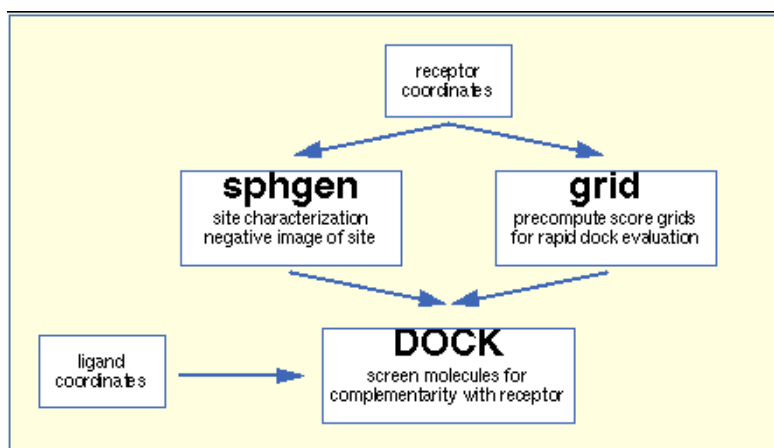 receptor
coordinates
sphgen
site characterization
negative image of site
grid
precompute score grids
for rapid dock evaluation
ligand
coordinates
DOCK
screen molecules for
complementarity with receptor